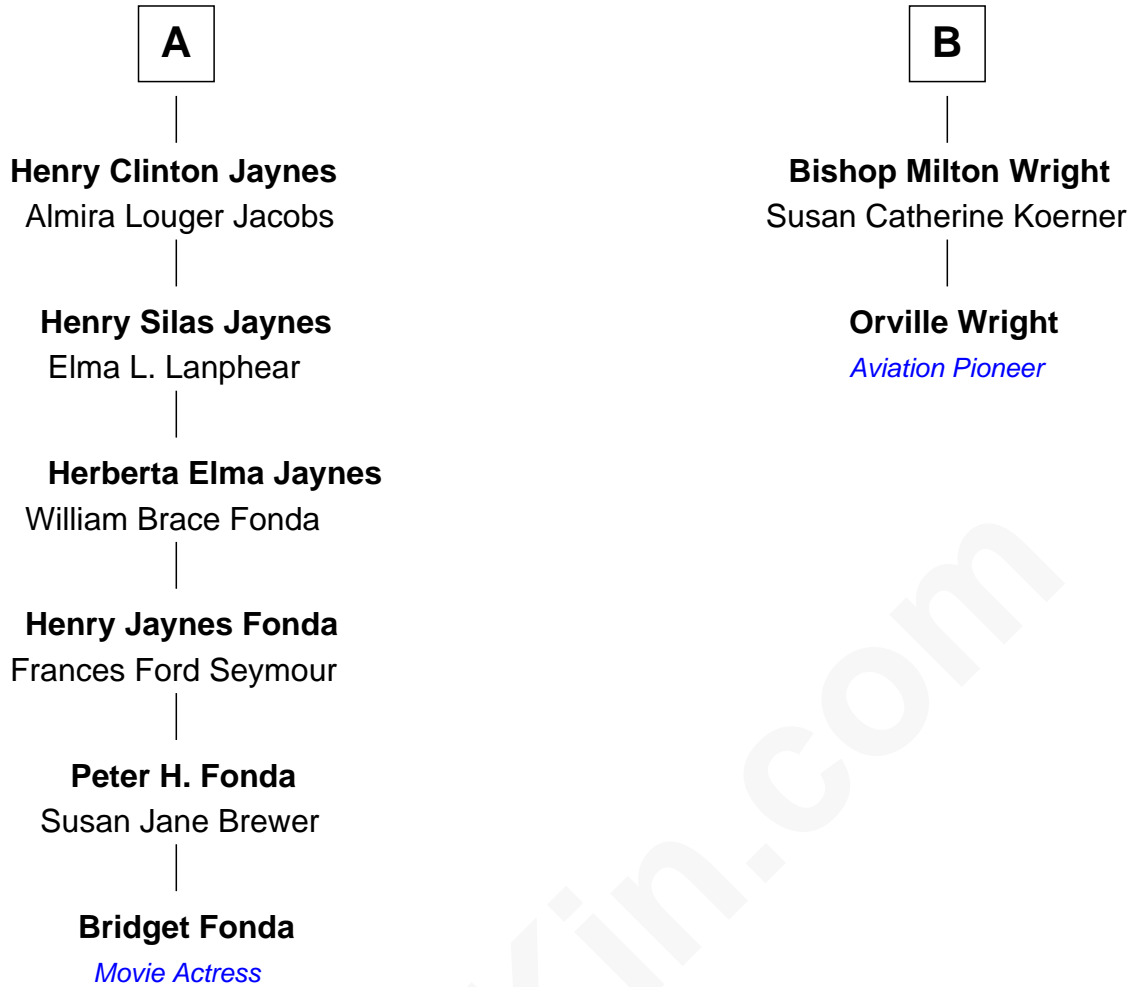 A
Henry Clinton Jaynes
Almira Louger Jacobs
Henry Silas Jaynes
Elma L. Lanphear
Herberta Elma Jaynes
William Brace Fonda
Henry Jaynes Fonda
Frances Ford Seymour
Peter H. Fonda
Susan Jane Brewer
Bridget Fonda
Movie Actress
B
Bishop Milton Wright
Susan Catherine Koerner
Orville Wright
Aviation Pioneer
Kin.com